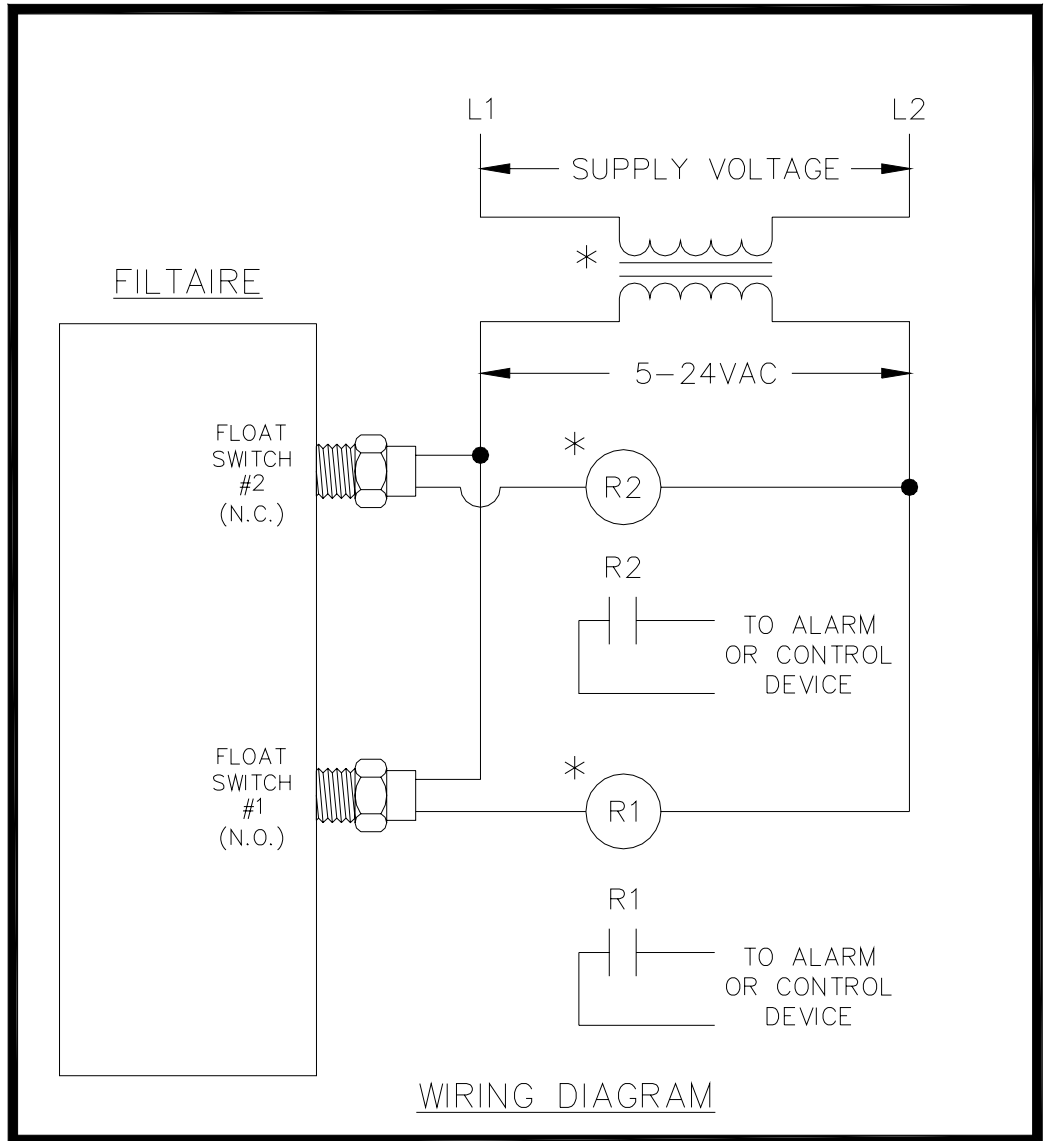 L1
L2
SUPPLY VOLTAGE
*
FILTAIRE
5-24VAC
FLOAT
SWITCH
#2
(N.C.)
*
R2
R2
TO ALARM
OR CONTROL
DEVICE
FLOAT
SWITCH
#1
(N.O.)
*
R1
R1
TO ALARM
OR CONTROL
DEVICE
WIRING DIAGRAM